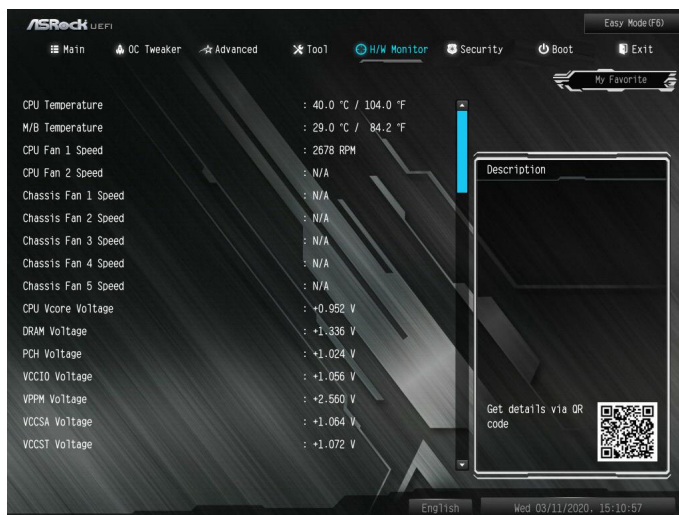 ASRock UEFI
Easy Mode(F6)
Main OC Tweaker Advanced Tool H/W Monitor Security Boot Exit
My Favorite
CPU Temperature : 40.0 °C / 104.0 °F
M/B Temperature : 29.0 °C / 84.2 °F
CPU Fan 1 Speed : 2678 RPM
CPU Fan 2 Speed : N/A
Chassis Fan 1 Speed : N/A
Chassis Fan 2 Speed : N/A
Chassis Fan 3 Speed : N/A
Chassis Fan 4 Speed : N/A
Chassis Fan 5 Speed : N/A
CPU Vcore Voltage : +0.952 V
DRAM Voltage : +1.336 V
PCH Voltage : +1.024 V
VCCIO Voltage : +1.056 V
VPPM Voltage : +2.560 V
VCCSA Voltage : +1.064 V
VCCST Voltage : +1.072 V
Description
Get details via QR
code
English
Wed 03/11/2020. 15:10:57